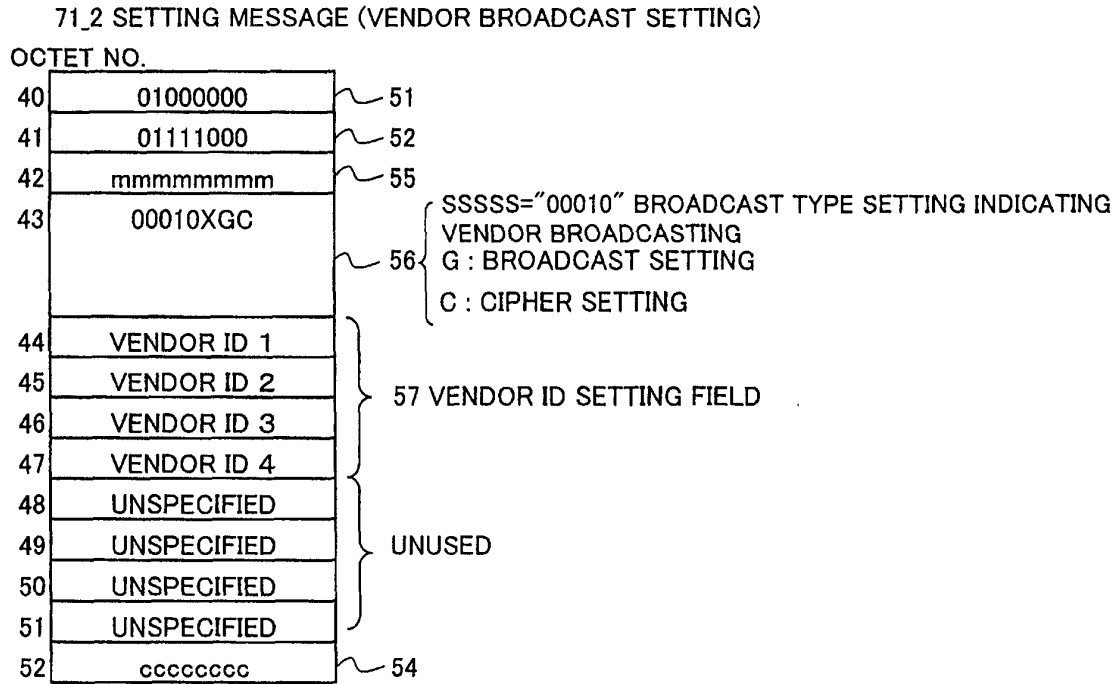 71_2 SETTING MESSAGE (VENDOR BROADCAST SETTING)
OCTET NO.
40 01000000 51
41 01111000 52
42 mmmmmmmm 55
43 00010XGC
56
SSSSS="00010" BROADCAST TYPE SETTING INDICATING
VENDOR BROADCASTING
G : BROADCAST SETTING
C : CIPHER SETTING
44 VENDOR ID 1
45 VENDOR ID 2
46 VENDOR ID 3
47 VENDOR ID 4
57 VENDOR ID SETTING FIELD
48 UNSPECIFIED
49 UNSPECIFIED
50 UNSPECIFIED
51 UNSPECIFIED
UNUSED
52 cccccccc 54